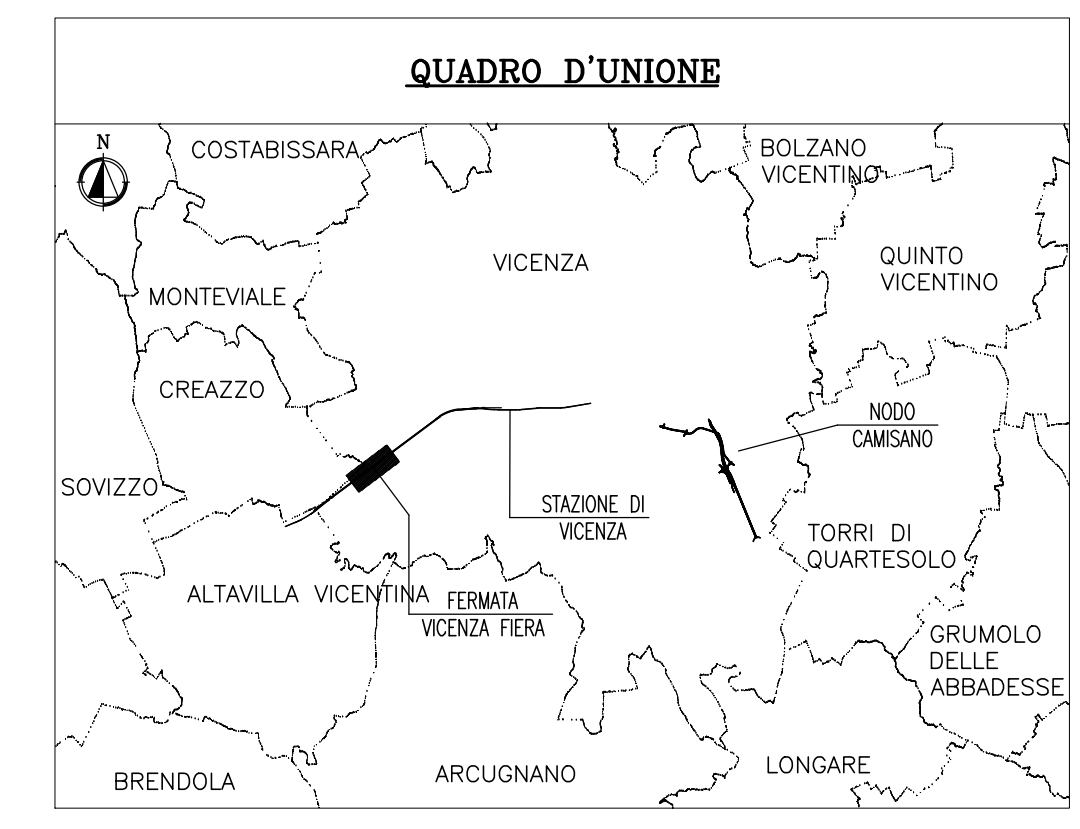 QUADRO D'UNIONE
N
COSTABISSARA
BOLZANO
VICENTINO
VICENZA
QUINTO
VICENTINO
MONTEVIALE
CREAZZO
NODO
CAMISANO
SOVIZZO
STAZIONE DI
VICENZA
TORRI DI
QUARTESOLO
ALTAVILLA VICENTINA
FERMATA
VICENZA FIERA
GRUMOLO
DELLE
ABBADESSE
BRENDOLA
ARCUGNANO
LONGARE